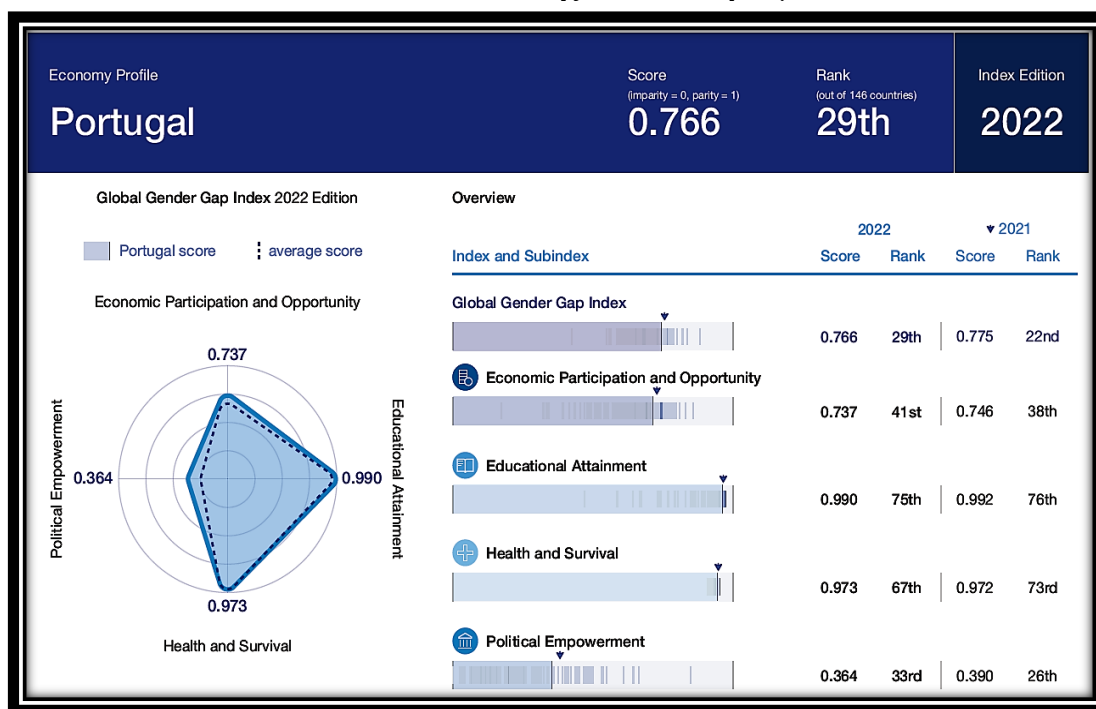 Economy Profile
Portugal
Score
(imparity = 0, parity = 1)
0.766
Rank
(out of 146 countries)
29th
Index Edition
2022
Global Gender Gap Index 2022 Edition
Portugal score
average score
Economic Participation and Opportunity
0.737
Political Empowerment
0.364
0.990
Educational Attainment
0.973
Health and Survival
Overview
2022 2021
Index and Subindex Score Rank Score Rank
Global Gender Gap Index
0.766 29th 0.775 22nd
Economic Participation and Opportunity
0.737 41st 0.746 38th
Educational Attainment
0.990 75th 0.992 76th
Health and Survival
0.973 67th 0.972 73rd
Political Empowerment
0.364 33rd 0.390 26th